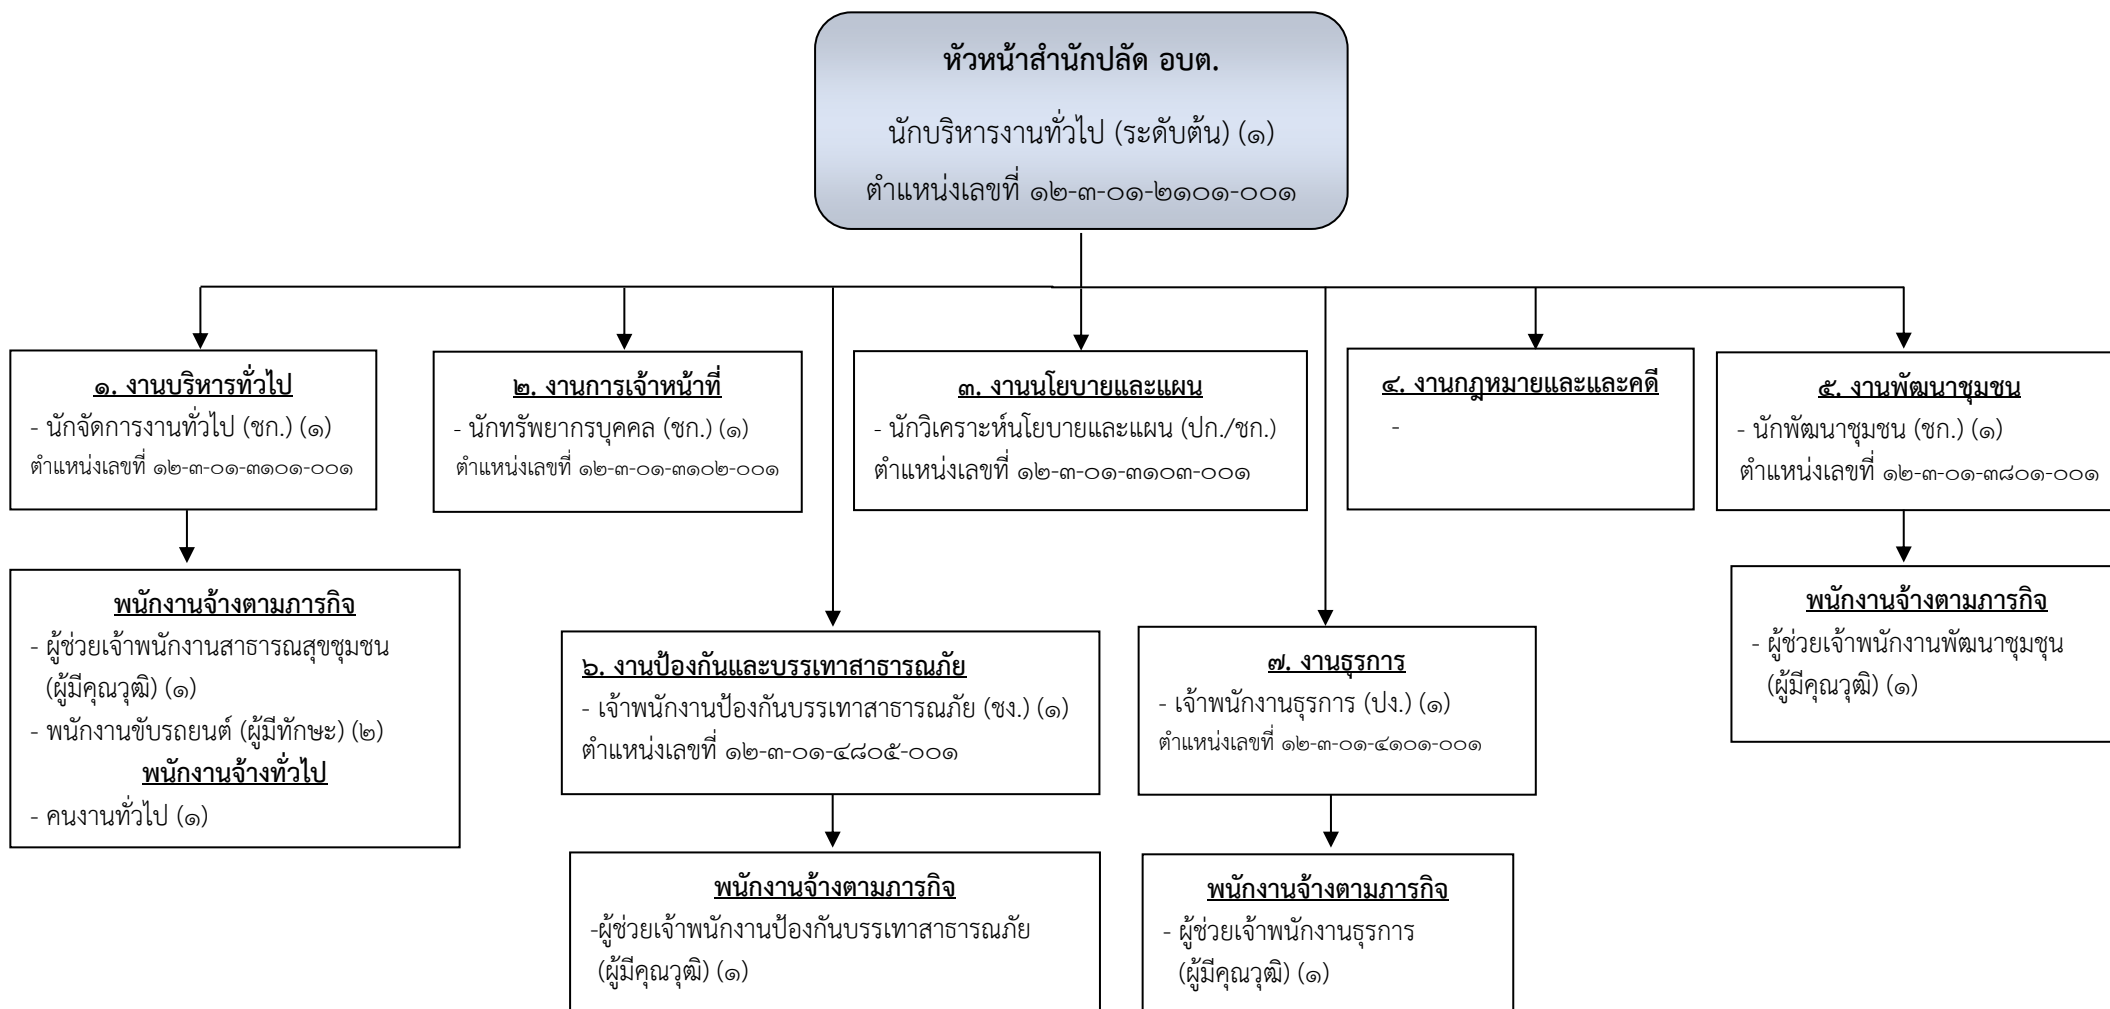 หัวหน้าสำนักปลัด อบต.
นักบริหารงานทั่วไป (ระดับต้น) (๑)
ตำแหน่งเลขที่ ๑๒-๓-๐๑-๒๑๐๑-๐๐๑
๑. งานบริหารทั่วไป
- นักจัดการงานทั่วไป (ชก.) (๑)
ตำแหน่งเลขที่ ๑๒-๓-๐๑-๓๑๐๑-๐๐๑
๒. งานการเจ้าหน้าที่
- นักทรัพยากรบุคคล (ชก.) (๑)
ตำแหน่งเลขที่ ๑๒-๓-๐๑-๓๑๐๒-๐๐๑
๓. งานนโยบายและแผน
- นักวิเคราะห์นโยบายและแผน (ปก./ชก.)
ตำแหน่งเลขที่ ๑๒-๓-๐๑-๓๑๐๓-๐๐๑
๔. งานกฎหมายและและคดี
-
๕. งานพัฒนาชุมชน
- นักพัฒนาชุมชน (ชก.) (๑)
ตำแหน่งเลขที่ ๑๒-๓-๐๑-๓๘๐๑-๐๐๑
พนักงานจ้างตามภารกิจ
- ผู้ช่วยเจ้าพนักงานสาธารณสุขชุมชน
(ผู้มีคุณวุฒิ) (๑)
- พนักงานขับรถยนต์ (ผู้มีทักษะ) (๒)
พนักงานจ้างทั่วไป
- คนงานทั่วไป (๑)
พนักงานจ้างตามภารกิจ
- ผู้ช่วยเจ้าพนักงานพัฒนาชุมชุน
(ผู้มีคุณวุฒิ) (๑)
๖. งานป้องกันและบรรเทาสาธารณภัย
- เจ้าพนักงานป้องกันบรรเทาสาธารณภัย (ชง.) (๑)
ตำแหน่งเลขที่ ๑๒-๓-๐๑-๔๘๐๕-๐๐๑
๗. งานธุรการ
- เจ้าพนักงานธุรการ (ปง.) (๑)
ตำแหน่งเลขที่ ๑๒-๓-๐๑-๔๑๐๑-๐๐๑
พนักงานจ้างตามภารกิจ
-ผู้ช่วยเจ้าพนักงานป้องกันบรรเทาสาธารณภัย
(ผู้มีคุณวุฒิ) (๑)
พนักงานจ้างตามภารกิจ
- ผู้ช่วยเจ้าพนักงานธุรการ
(ผู้มีคุณวุฒิ) (๑)